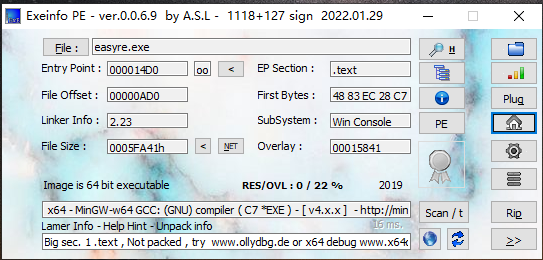 Exeinfo PE - ver.0.0.6.9 by A.S.L - 1118+127 sign 2022.01.29
File : easyre.exe H
Entry Point : 000014D0 oo < EP Section : .text
File Offset : 00000AD0 First Bytes : 48 83 EC 28 C7 Plug
Linker Info : 2.23 SubSystem : Win Console PE
File Size : 0005FA41h < NET Overlay : 00015841
Image is 64 bit executable RES/OVL : 0 / 22 % 2019
x64 - MinGW-w64 GCC: (GNU) compiler ( C7 *EXE ) - [ v4.x.x ] - http://min Scan / t Rip
Lamer Info - Help Hint - Unpack info 16 ms.
Big sec. 1 .text , Not packed , try www.ollydbg.de or x64 debug www.x64 >>